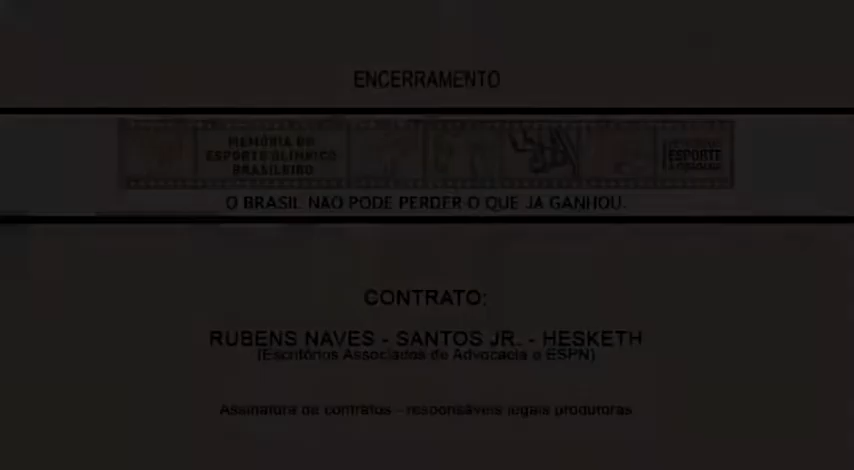 ENCERRAMENTO
MEMÓRIA DO
ESPORTE OLÍMPICO
BRASILEIRO
ESPORTE
O BRASIL NÃO PODE PERDER O QUE JÁ GANHOU.
CONTRATO:
RUBENS NAVES - SANTOS JR. - HESKETH
(Escritórios Associados de Advocacia e ESPN)
Assinatura de contratos - responsáveis legais produtoras